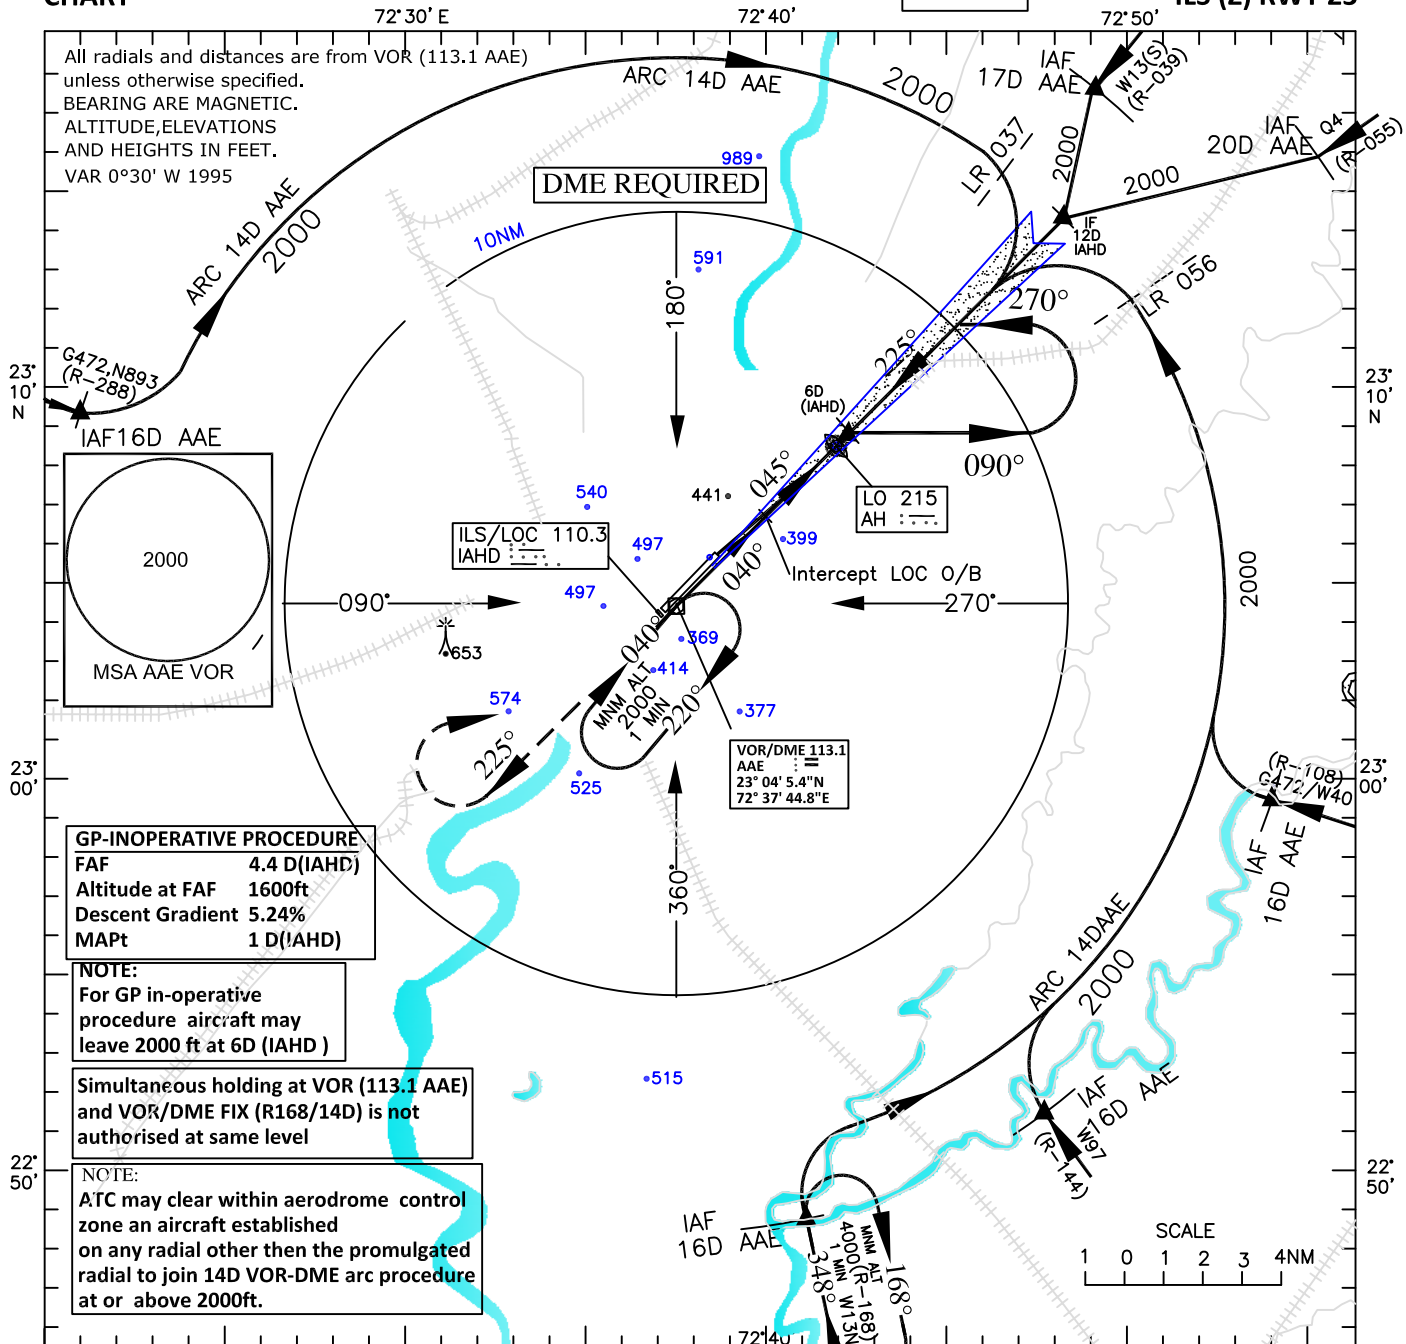 CHART
72°30' E
72°40'
72°50'
ILS (Z) RWY 23
All radials and distances are from VOR (113.1 AAE)
unless otherwise specified.
BEARING ARE MAGNETIC.
ALTITUDE,ELEVATIONS
AND HEIGHTS IN FEET.
VAR 0°30' W 1995
ARC 14D AAE
2000
IAF
17D AAE
W13(S)
(R-039)
2000
IAF
20D AAE
Q4
(R-055)
2000
LR 037
989
DME REQUIRED
ARC 14D AAE
2000
10NM
591
180°
IF
12D
IAHD
270°
LR 056
225°
G472,N893
(R-288)
IAF16D AAE
23°
10'
N
23°
10'
N
6D
(IAHD)
090°
2000
MSA AAE VOR
540
441
045°
LO 215
AH
ILS/LOC 110.3
IAHD
497
399
040°
Intercept LOC O/B
497
090°
270°
2000
653
040°
369
414
MNM ALT
2000
1 MIN
220°
574
377
225°
525
VOR/DME 113.1
AAE
23° 04' 5.4"N
72° 37' 44.8"E
23°
00'
23°
00'
(R-108)
G472/W40
IAF
16D AAE
GP-INOPERATIVE PROCEDURE
FAF 4.4 D(IAHD)
Altitude at FAF 1600ft
Descent Gradient 5.24%
MAPt 1 D(IAHD)
360°
NOTE:
For GP in-operative
procedure aircraft may
leave 2000 ft at 6D (IAHD )
ARC 14DAAE
2000
515
Simultaneous holding at VOR (113.1 AAE)
and VOR/DME FIX (R168/14D) is not
authorised at same level
IAF
16D AAE
W97
(R-144)
22°
50'
22°
50'
NOTE:
ATC may clear within aerodrome control
zone an aircraft established
on any radial other then the promulgated
radial to join 14D VOR-DME arc procedure
at or above 2000ft.
IAF
16D AAE
348°
MNM ALT
4000(R-168)
1 MIN W13N
168°
SCALE
1 0 1 2 3 4NM
72°40'